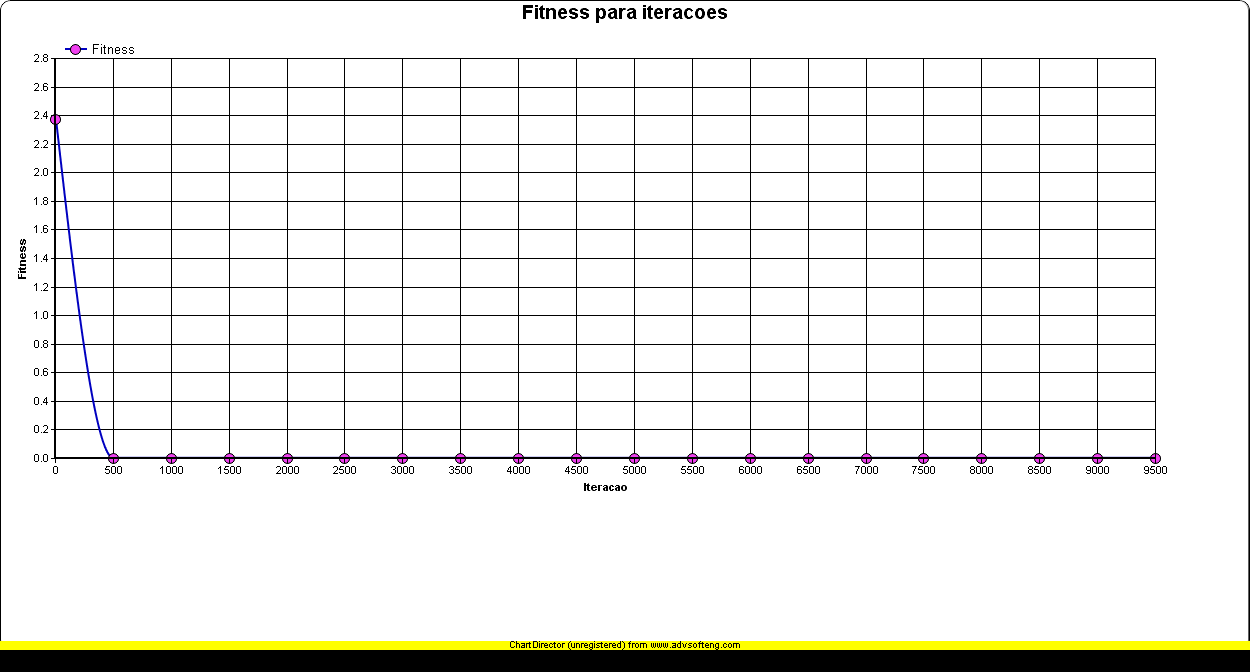 Fitness para iteracoes
Fitness
2.8
2.6
2.4
2.2
2.0
1.8
1.6
1.4
1.2
1.0
0.8
0.6
0.4
0.2
0.0
Fitness
0 500 1000 1500 2000 2500 3000 3500 4000 4500 5000 5500 6000 6500 7000 7500 8000 8500 9000 9500
Iteracao
ChartDirector (unregistered) from www.advsofteng.com